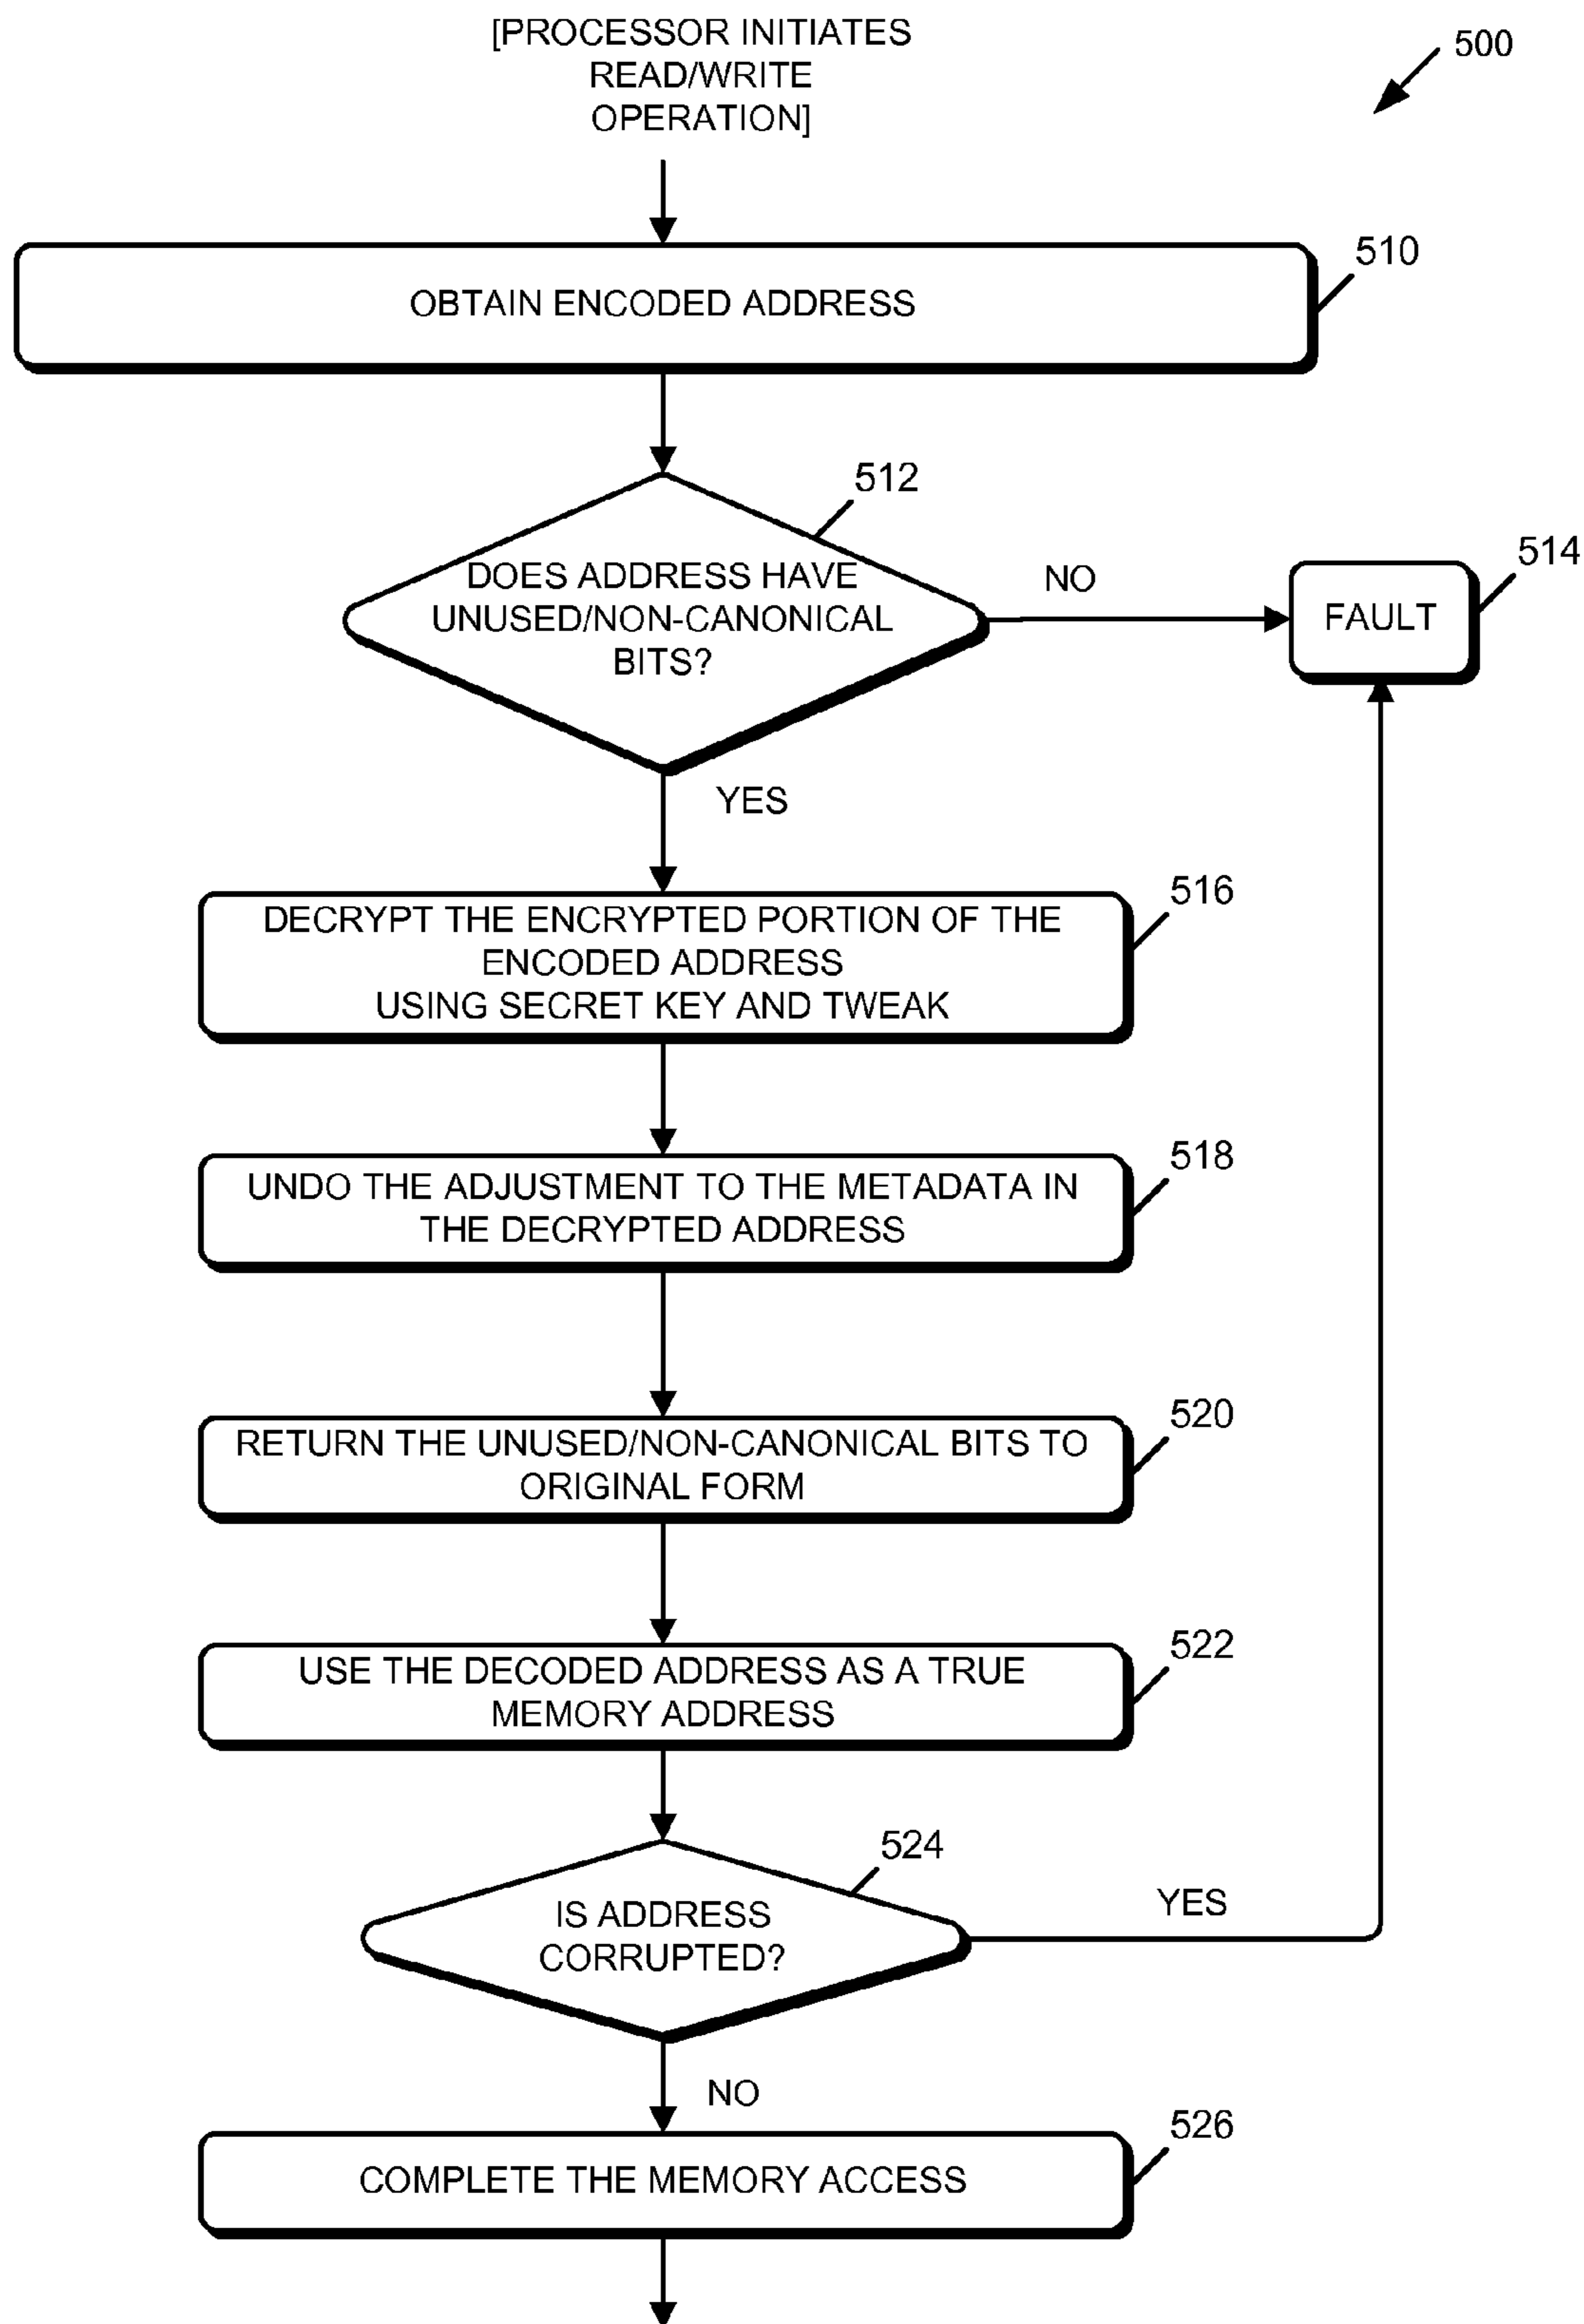 [PROCESSOR INITIATES
READ/WRITE
OPERATION]
500
510
OBTAIN ENCODED ADDRESS
512
DOES ADDRESS HAVE
UNUSED/NON-CANONICAL
BITS?
NO
514
FAULT
YES
516
DECRYPT THE ENCRYPTED PORTION OF THE
ENCODED ADDRESS
USING SECRET KEY AND TWEAK
518
UNDO THE ADJUSTMENT TO THE METADATA IN
THE DECRYPTED ADDRESS
520
RETURN THE UNUSED/NON-CANONICAL BITS TO
ORIGINAL FORM
522
USE THE DECODED ADDRESS AS A TRUE
MEMORY ADDRESS
524
IS ADDRESS
CORRUPTED?
YES
NO
526
COMPLETE THE MEMORY ACCESS